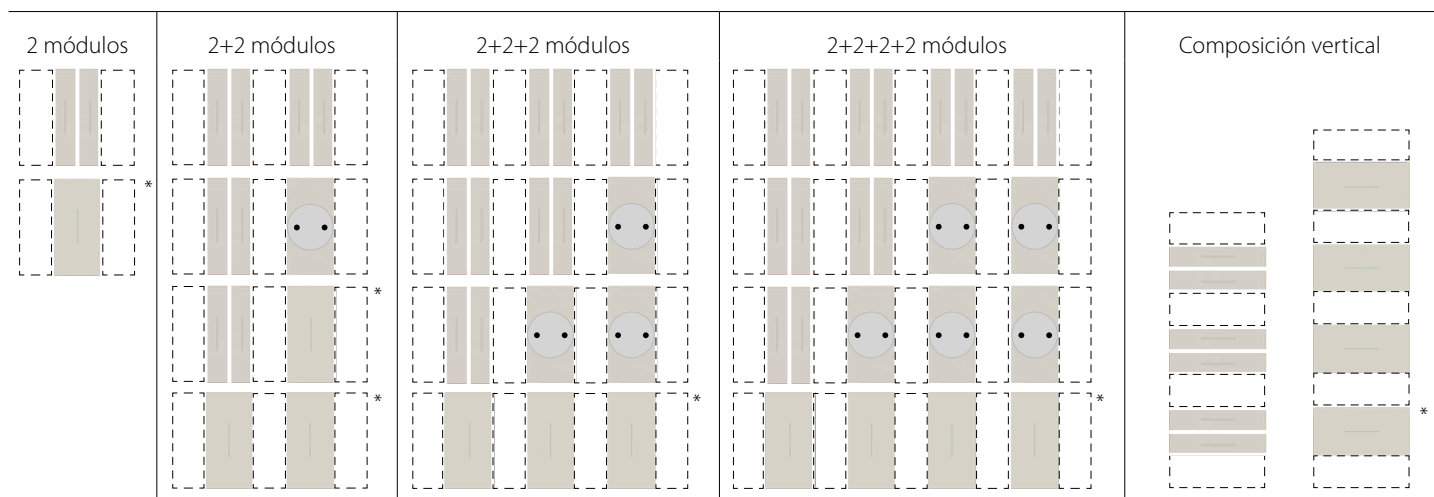 2 módulos
2+2 módulos
2+2+2 módulos
2+2+2+2 módulos
Composición vertical
*
*
*
*
*
*